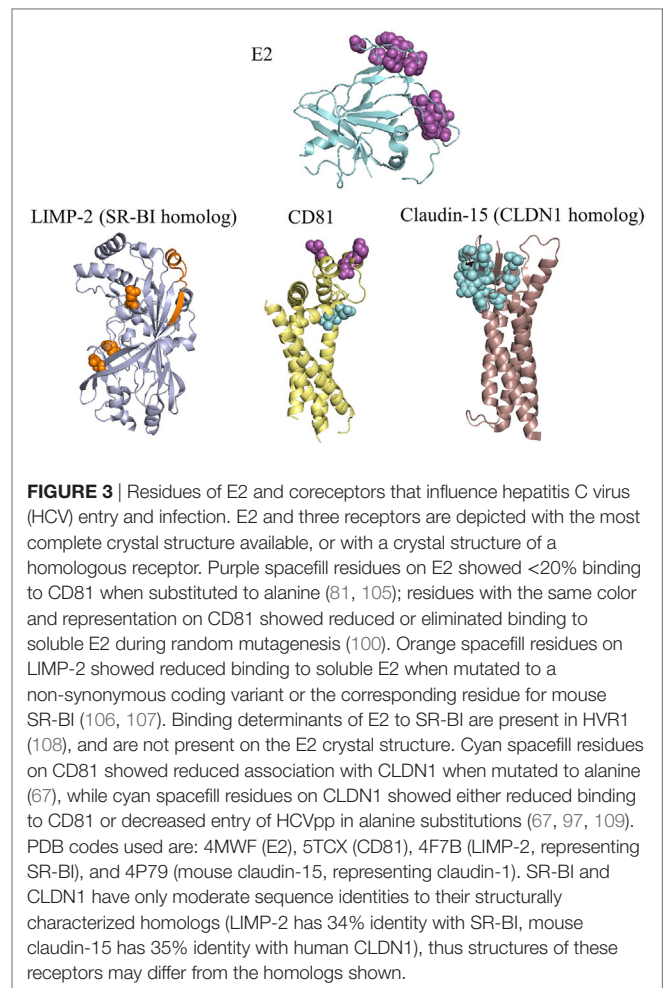 E2
LIMP-2 (SR-BI homolog)
CD81
Claudin-15 (CLDN1 homolog)
FIGURE 3 | Residues of E2 and coreceptors that influence hepatitis C virus
(HCV) entry and infection. E2 and three receptors are depicted with the most
complete crystal structure available, or with a crystal structure of a
homologous receptor. Purple spacefill residues on E2 showed <20% binding
to CD81 when substituted to alanine (81, 105); residues with the same color
and representation on CD81 showed reduced or eliminated binding to
soluble E2 during random mutagenesis (100). Orange spacefill residues on
LIMP-2 showed reduced binding to soluble E2 when mutated to a
non-synonymous coding variant or the corresponding residue for mouse
SR-BI (106, 107). Binding determinants of E2 to SR-BI are present in HVR1
(108), and are not present on the E2 crystal structure. Cyan spacefill residues
on CD81 showed reduced association with CLDN1 when mutated to alanine
(67), while cyan spacefill residues on CLDN1 showed either reduced binding
to CD81 or decreased entry of HCVpp in alanine substitutions (67, 97, 109).
PDB codes used are: 4MWF (E2), 5TCX (CD81), 4F7B (LIMP-2, representing
SR-BI), and 4P79 (mouse claudin-15, representing claudin-1). SR-BI and
CLDN1 have only moderate sequence identities to their structurally
characterized homologs (LIMP-2 has 34% identity with SR-BI, mouse
claudin-15 has 35% identity with human CLDN1), thus structures of these
receptors may differ from the homologs shown.